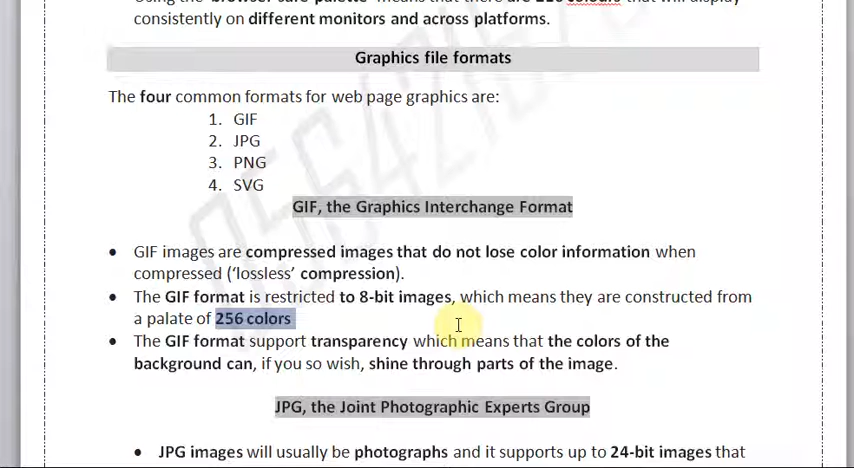 consistently on different monitors and across platforms.
Graphics file formats
The four common formats for web page graphics are:
1. GIF
2. JPG
3. PNG
4. SVG
GIF, the Graphics Interchange Format
• GIF images are compressed images that do not lose color information when
compressed (‘lossless’ compression).
• The GIF format is restricted to 8-bit images, which means they are constructed from
a palate of 256 colors
• The GIF format support transparency which means that the colors of the
background can, if you so wish, shine through parts of the image.
JPG, the Joint Photographic Experts Group
• JPG images will usually be photographs and it supports up to 24-bit images that